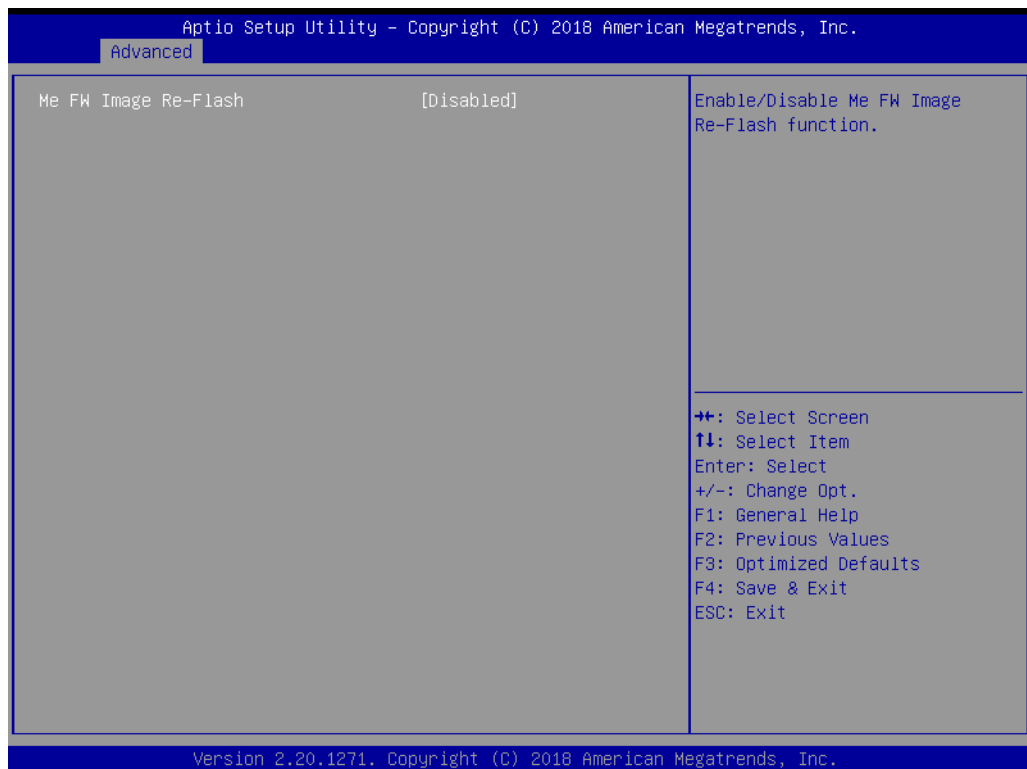 Aptio Setup Utility – Copyright (C) 2018 American Megatrends, Inc.
Advanced
Me FW Image Re-Flash [Disabled]
Enable/Disable Me FW Image
Re-Flash function.
→←: Select Screen
↑↓: Select Item
Enter: Select
+/-: Change Opt.
F1: General Help
F2: Previous Values
F3: Optimized Defaults
F4: Save & Exit
ESC: Exit
Version 2.20.1271. Copyright (C) 2018 American Megatrends, Inc.